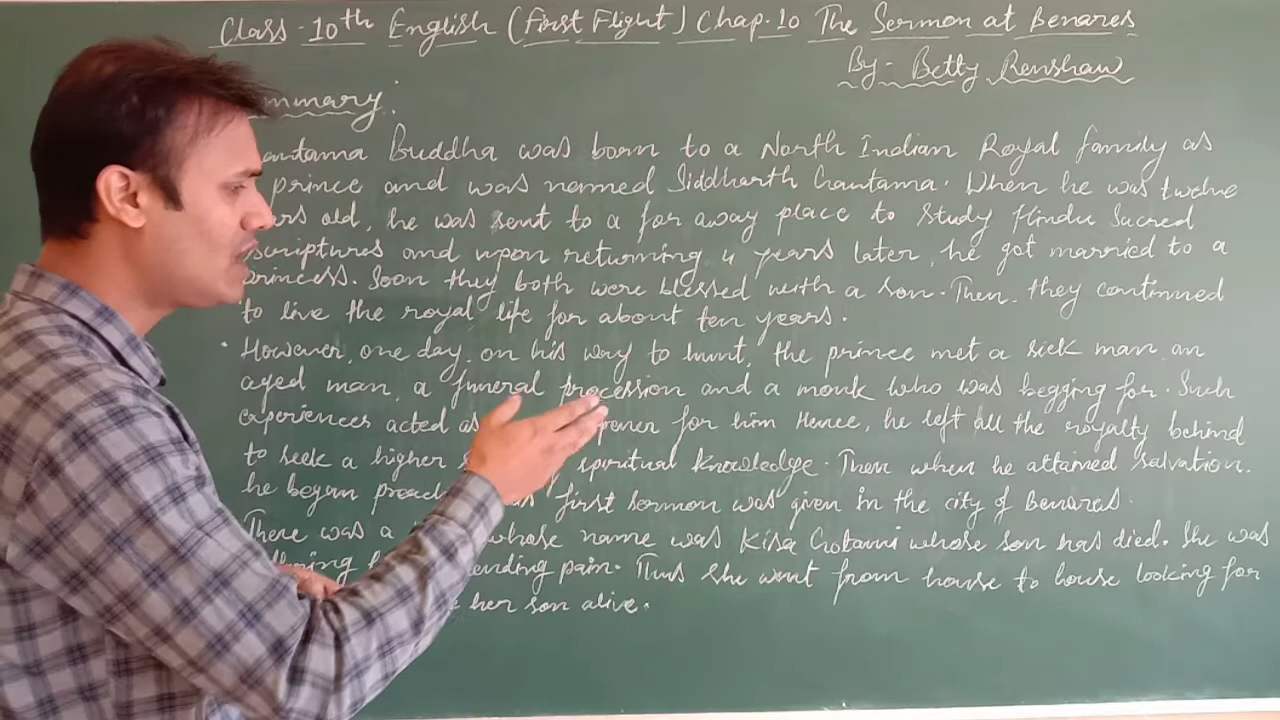 Class - 10th English (First Flight) Chap. 10 The Sermon at Benares
By - Betty Renshaw
mmary:
autama Buddha was born to a North Indian Royal family as
prince and was named Siddharth Gautama. When he was twelve
ars old, he was sent to a far away place to study Hindu Sacred
scriptures and upon returning 4 years later, he got married to a
princess. Soon they both were blessed with a son. Then, they continued
to live the royal life for about ten years.
• However, one day, on his way to hunt, the prince met a sick man, an
aged man, a funeral procession and a monk who was begging for. Such
experiences acted as pener for him Hence, he left all the royalty behind
to seek a higher spiritual knowledge. Then when he attained salvation.
he began preach first sermon was given in the city of Benares.
There was a whose name was Kisa Gotami whose son has died. She was
ending pain. Thus she went from house to house looking for
her son alive.